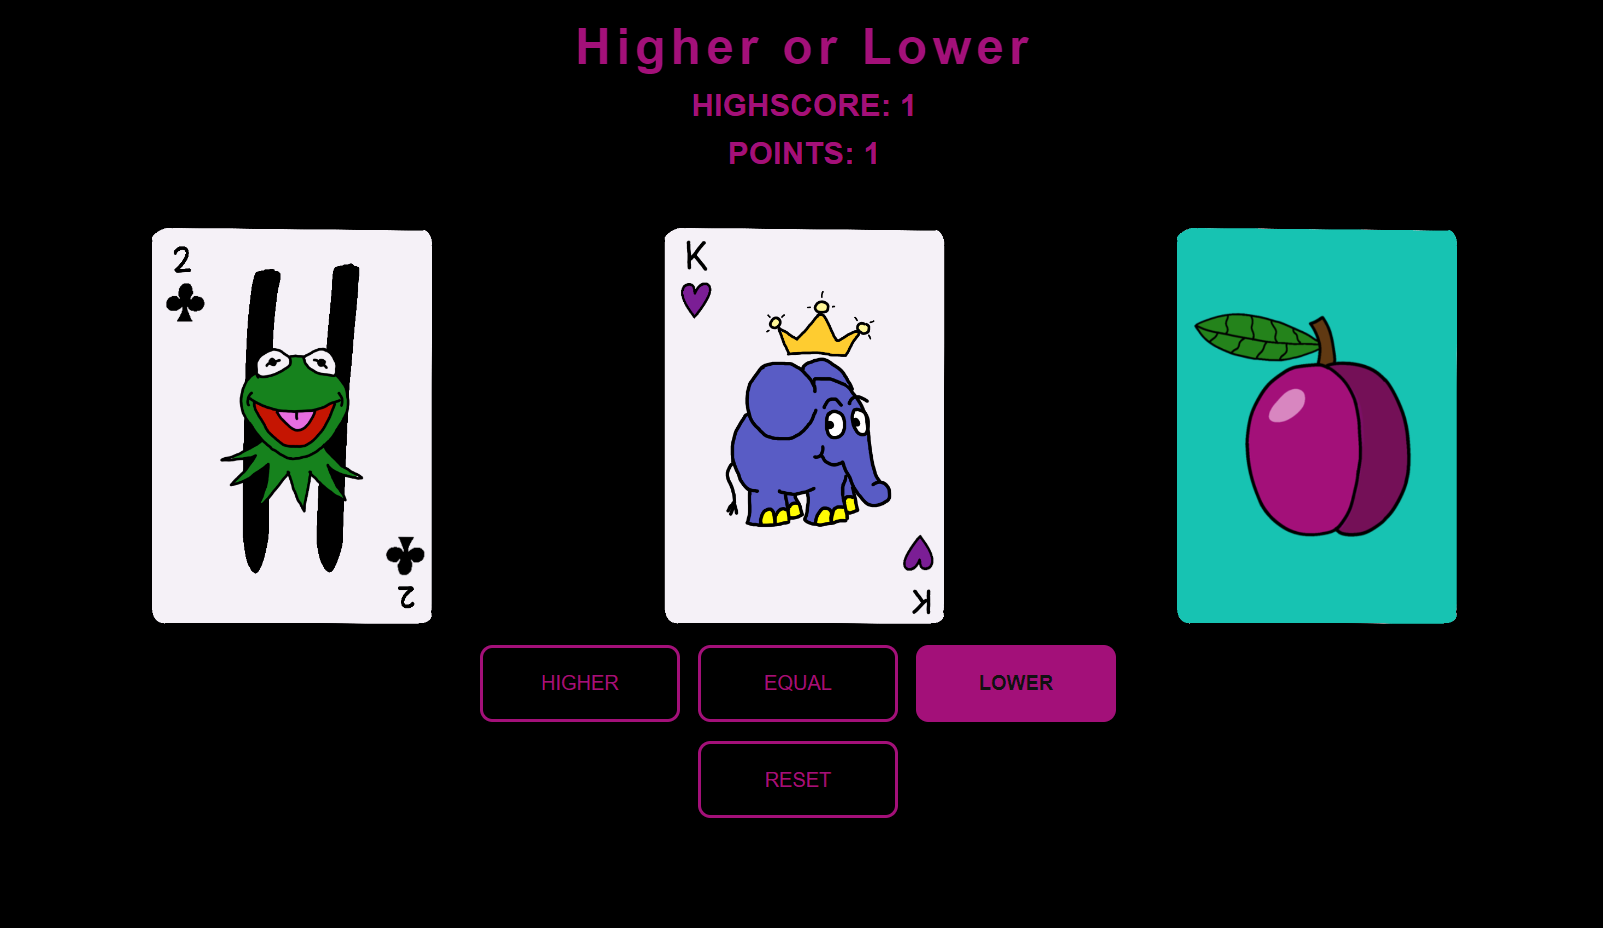 Higher or Lower
HIGHSCORE: 1
POINTS: 1
2
2
K
K
HIGHER
EQUAL
LOWER
RESET